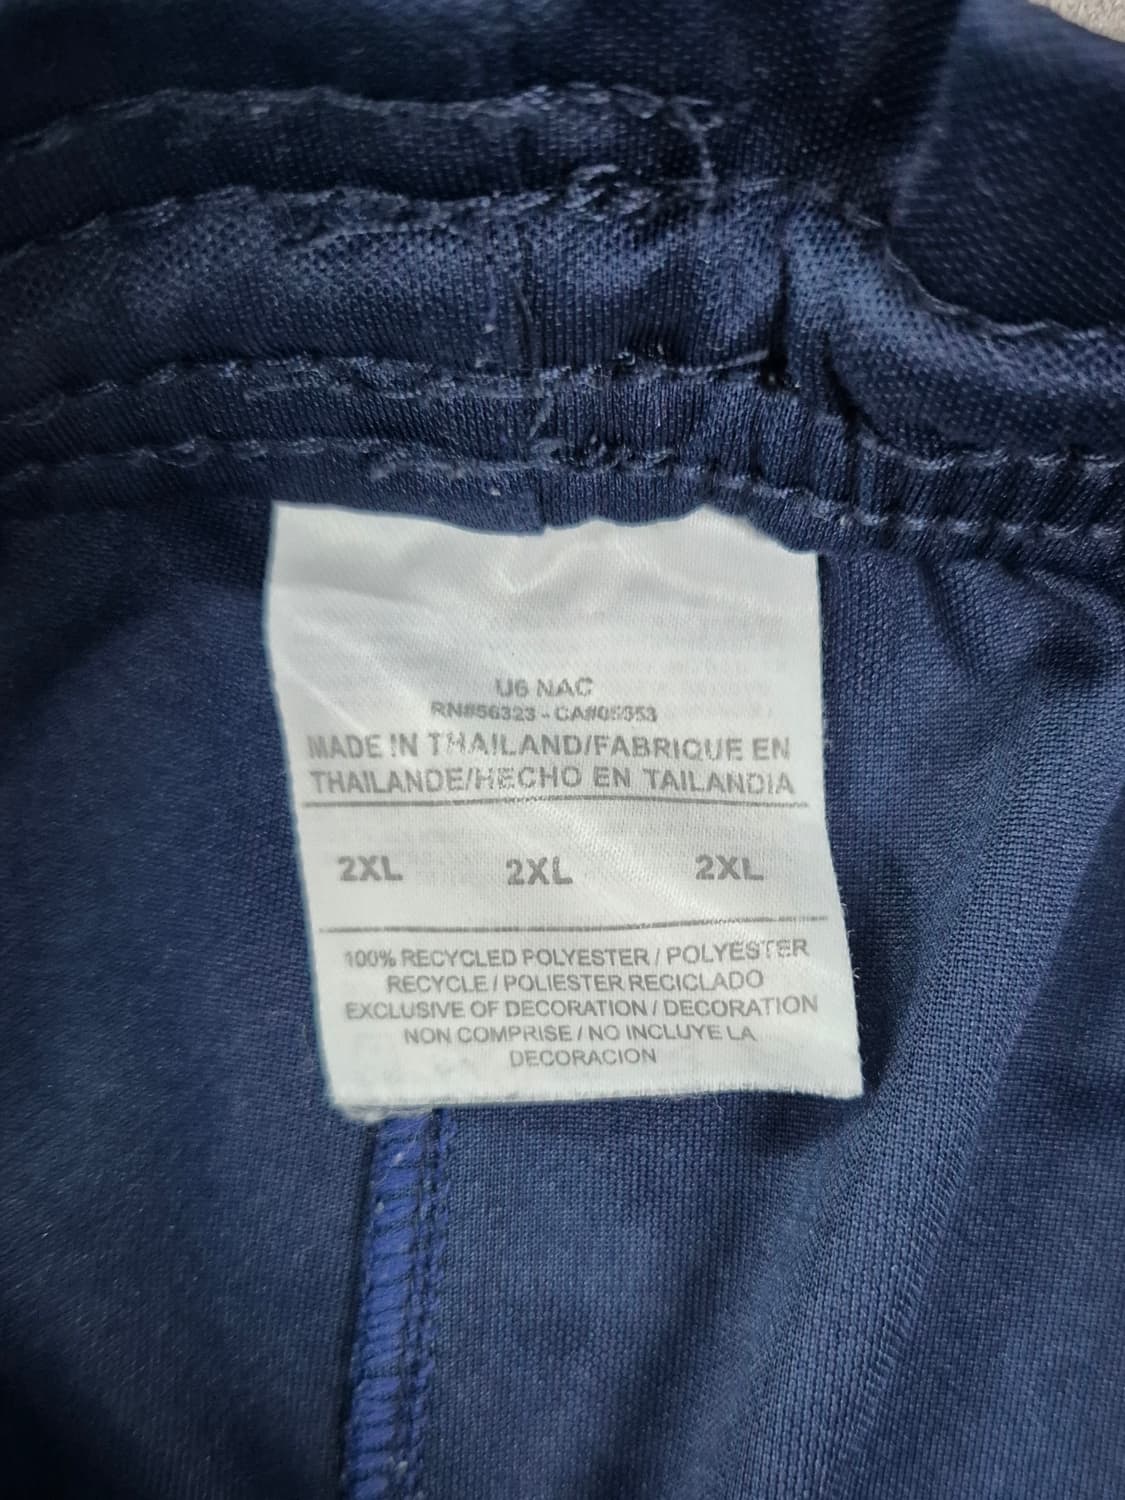 U6 NAC
RN#56323 - CA#05553
MADE IN THAILAND/FABRIQUE EN
THAILANDE/HECHO EN TAILANDIA
2XL 2XL 2XL
100% RECYCLED POLYESTER / POLYESTER
RECYCLE / POLIESTER RECICLADO
EXCLUSIVE OF DECORATION / DECORATION
NON COMPRISE / NO INCLUYE LA
DECORACION